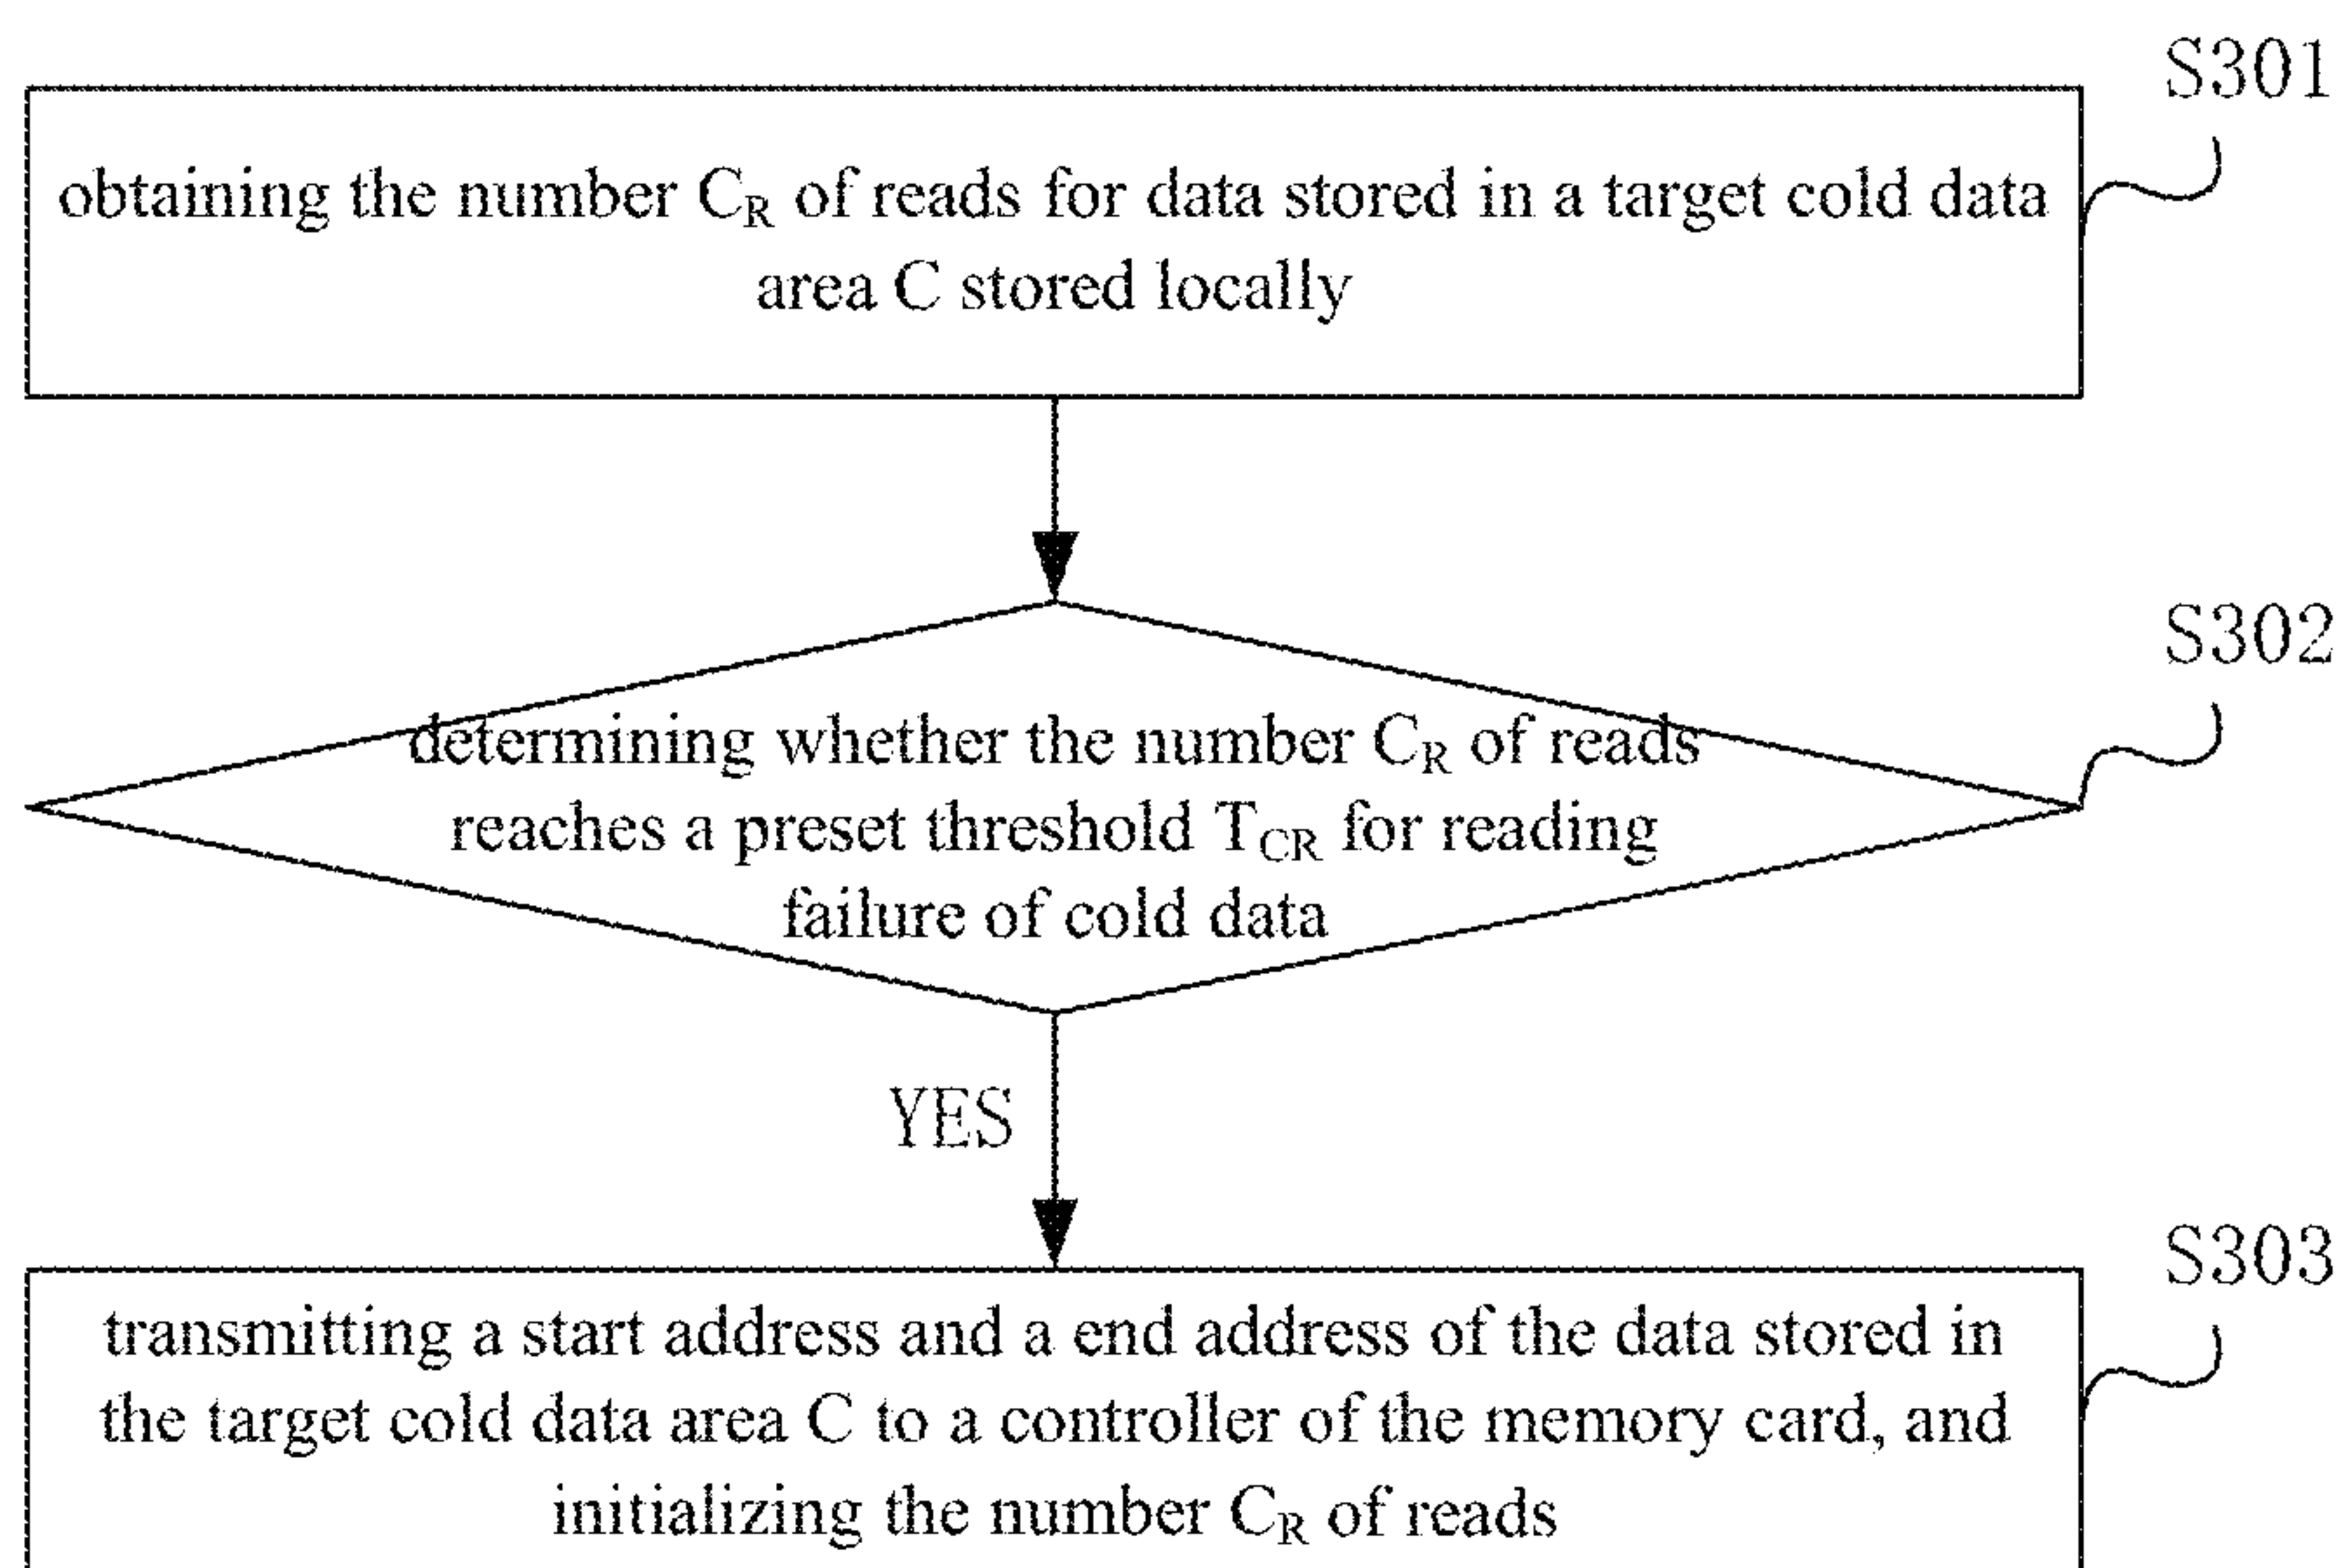 S301
obtaining the number C_R of reads for data stored in a target cold data
area C stored locally
S302
determining whether the number C_R of reads
reaches a preset threshold T_CR for reading
failure of cold data
YES
S303
transmitting a start address and a end address of the data stored in
the target cold data area C to a controller of the memory card, and
initializing the number C_R of reads